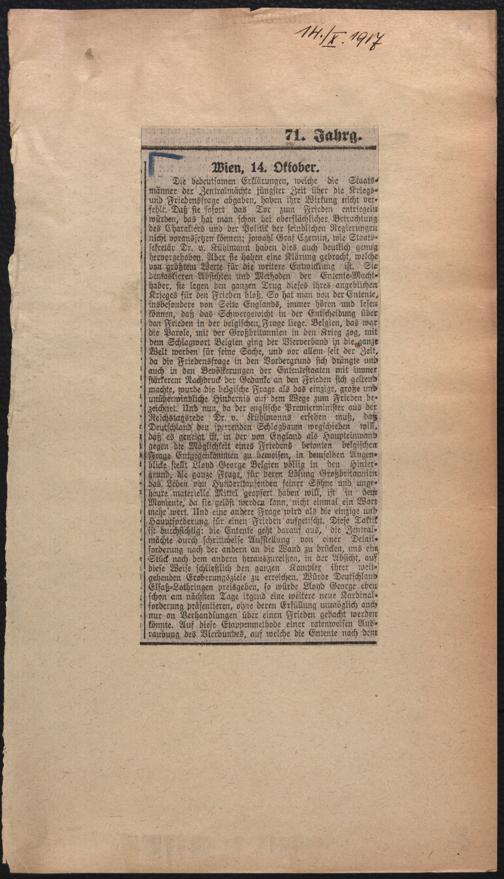 14./X. 1917
71. Jahrg.
Wien, 14. Oktober.
Die bedeutsamen Erklärungen, welche die Staats-
männer der Zentralmächte jüngster Zeit über die Kriegs-
und Friedensfrage abgaben, haben ihre Wirkung nicht ver-
fehlt. Daß sie sofort das Tor zum Frieden entriegeln
würden, das hat man schon bei oberflächlicher Betrachtung
des Charakters und der Politik der feindlichen Regierungen
nicht voraussetzen können; sowohl Graf Czernin, wie Staats-
sekretär Dr. v. Kühlmann haben dies auch deutlich genug
hervorgehoben. Aber sie haben eine Klärung gebracht, welche
von größtem Werte für die weitere Entwicklung ist. Sie
demaskieren Absichten und Methoden der Entente-Macht-
haber, sie legen den ganzen Trug dieses ihres angeblichen
Krieges für den Frieden bloß. So hat man von der Entente,
insbesondere von Seite Englands, immer hören und lesen
können, daß das Schwergewicht in der Entscheidung über
den Frieden in der belgischen Frage liege. Belgien, das war
die Parole, mit der Großbritannien in den Krieg zog, mit
dem Schlagwort Belgien ging der Vierverband in die ganze
Welt werben für seine Sache, und vor allem seit der Zeit,
da die Friedensfrage in den Vordergrund sich drängte und
auch in den Bevölkerungen der Ententestaaten mit immer
stärkerem Nachdruck der Gedanke an den Frieden sich geltend
machte, wurde die belgische Frage als das einzige, große und
unüberwindliche Hindernis auf dem Wege zum Frieden be-
zeichnet. Und nun, da der englische Premierminister aus der
Reichstagsrede Dr. v. Kühlmanns ersehen muß, daß
Deutschland den sperrenden Schlagbaum wegschieben will,
daß es geneigt ist, in der von England als Haupteinwand
gegen die Möglichkeit eines Friedens betonten belgischen
Frage Entgegenkommen zu beweisen, in demselben Augen-
blicke stellt Lloyd George Belgien völlig in den Hinter-
grund. Die ganze Frage, für deren Lösung Großbritannien
das Leben von Hunderttausenden seiner Söhne und unge-
heure materielle Mittel geopfert haben will, ist in dem
Momente, da sie gelöst werden kann, nicht einmal ein Wort
mehr wert. Und eine andere Frage wird als die einzige und
Hauptforderung für einen Frieden aufgetischt. Diese Taktik
ist durchsichtig: die Entente geht darauf aus, die Zentral-
mächte durch schrittweise Aufstellung von einer Detail-
forderung nach der andern an die Wand zu drücken, uns ein
Stück nach dem andern herauszureißen, in der Absicht, auf
diese Weise schließlich den ganzen Komplex ihrer weit-
gehenden Eroberungsziele zu erreichen. Würde Deutschland
Elsaß-Lothringen preisgeben, so würde Lloyd George eben
schon am nächsten Tage irgend eine weitere neue Kardinal-
forderung präsentieren, ohne deren Erfüllung unmöglich auch
nur an Verhandlungen über einen Frieden gedacht werden
könnte. Auf diese Etappenmethode einer ratenweisen Aus-
raubung des Vierbundes, auf welche die Entente nach dem